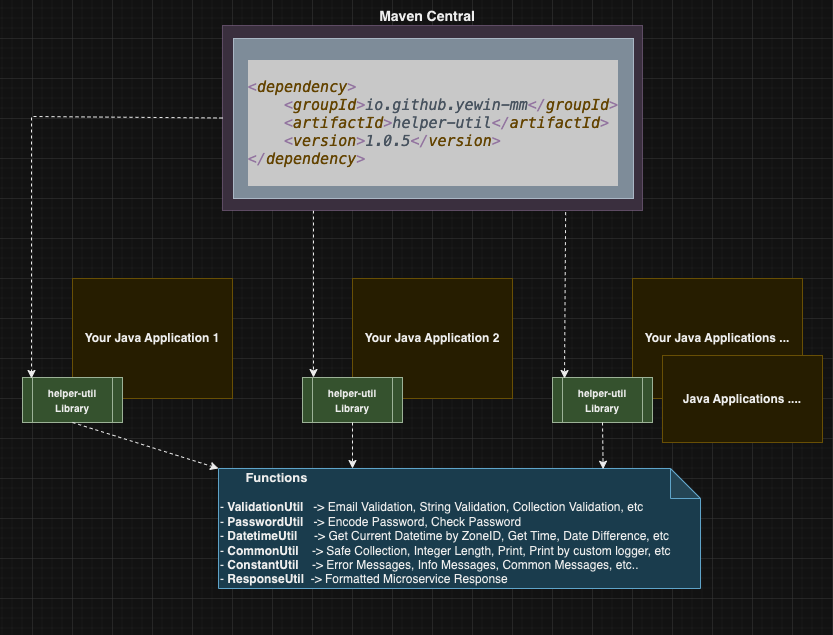 Maven Central
<dependency>
<groupId>io.github.yewin-mm</groupId>
<artifactId>helper-util</artifactId>
<version>1.0.5</version>
</dependency>
Your Java Application 1
Your Java Application 2
Your Java Applications ...
Java Applications ....
helper-util
Library
helper-util
Library
helper-util
Library
Functions
- ValidationUtil -> Email Validation, String Validation, Collection Validation, etc
- PasswordUtil -> Encode Password, Check Password
- DatetimeUtil -> Get Current Datetime by ZoneID, Get Time, Date Difference, etc
- CommonUtil -> Safe Collection, Integer Length, Print, Print by custom logger, etc
- ConstantUtil -> Error Messages, Info Messages, Common Messages, etc..
- ResponseUtil -> Formatted Microservice Response